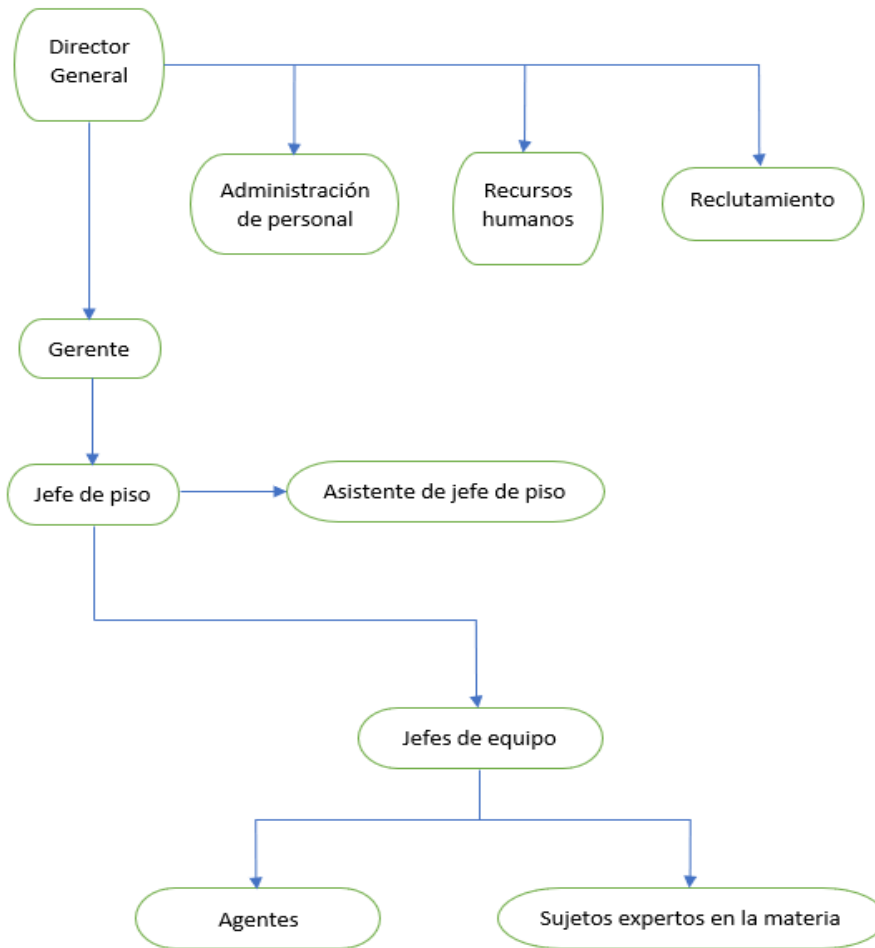 Director
General
Administración
de personal
Recursos
humanos
Reclutamiento
Gerente
Jefe de piso
Asistente de jefe de piso
Jefes de equipo
Agentes
Sujetos expertos en la materia